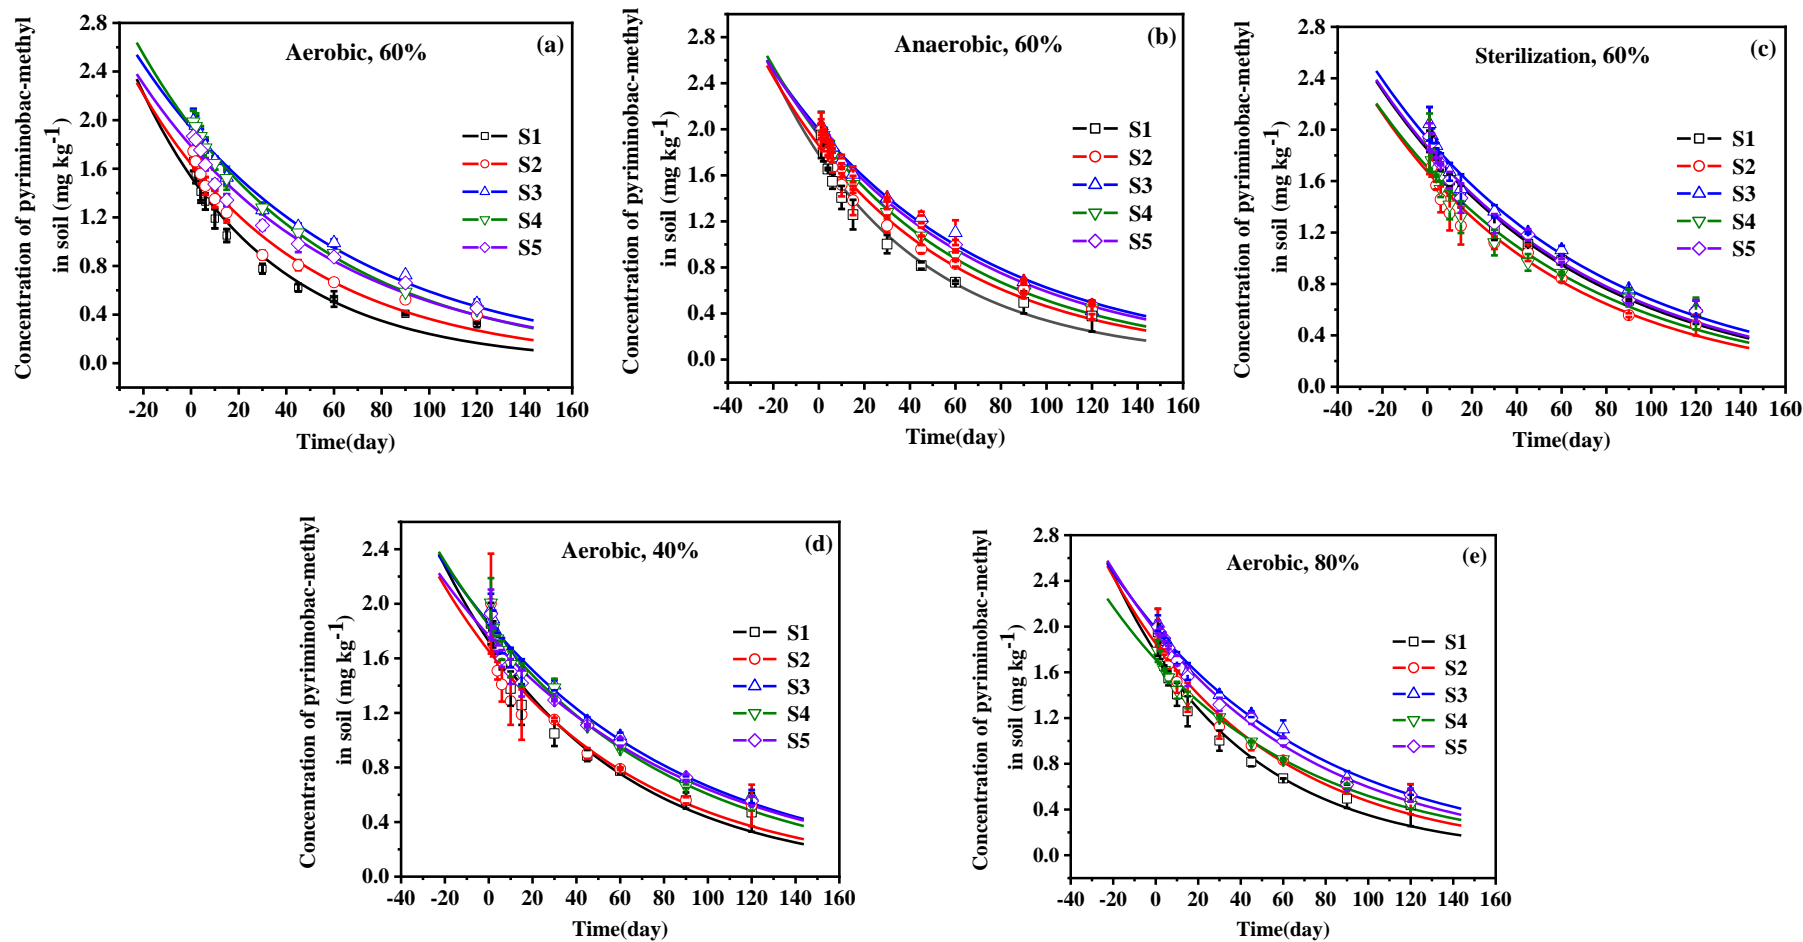 Concentration of pyriminobac-methyl
in soil (mg kg-1)
2.8
2.4
2.0
1.6
1.2
0.8
0.4
0.0
Aerobic, 60%
(a)
S1
S2
S3
S4
S5
-20 0 20 40 60 80 100 120 140 160
Time(day)
Concentration of pyriminobac-methyl
in soil (mg kg-1)
2.8
2.4
2.0
1.6
1.2
0.8
0.4
0.0
Anaerobic, 60%
(b)
S1
S2
S3
S4
S5
-40 -20 0 20 40 60 80 100 120 140 160
Time(day)
Concentration of pyriminobac-methyl
in soil (mg kg-1)
2.8
2.4
2.0
1.6
1.2
0.8
0.4
0.0
Sterilization, 60%
(c)
S1
S2
S3
S4
S5
-40 -20 0 20 40 60 80 100 120 140 160
Time(day)
Concentration of pyriminobac-methyl
in soil (mg kg-1)
2.4
2.0
1.6
1.2
0.8
0.4
0.0
Aerobic, 40%
(d)
S1
S2
S3
S4
S5
-40 -20 0 20 40 60 80 100 120 140 160
Time(day)
Concentration of pyriminobac-methyl
in soil (mg kg-1)
2.8
2.4
2.0
1.6
1.2
0.8
0.4
0.0
Aerobic, 80%
(e)
S1
S2
S3
S4
S5
-40 -20 0 20 40 60 80 100 120 140 160
Time(day)